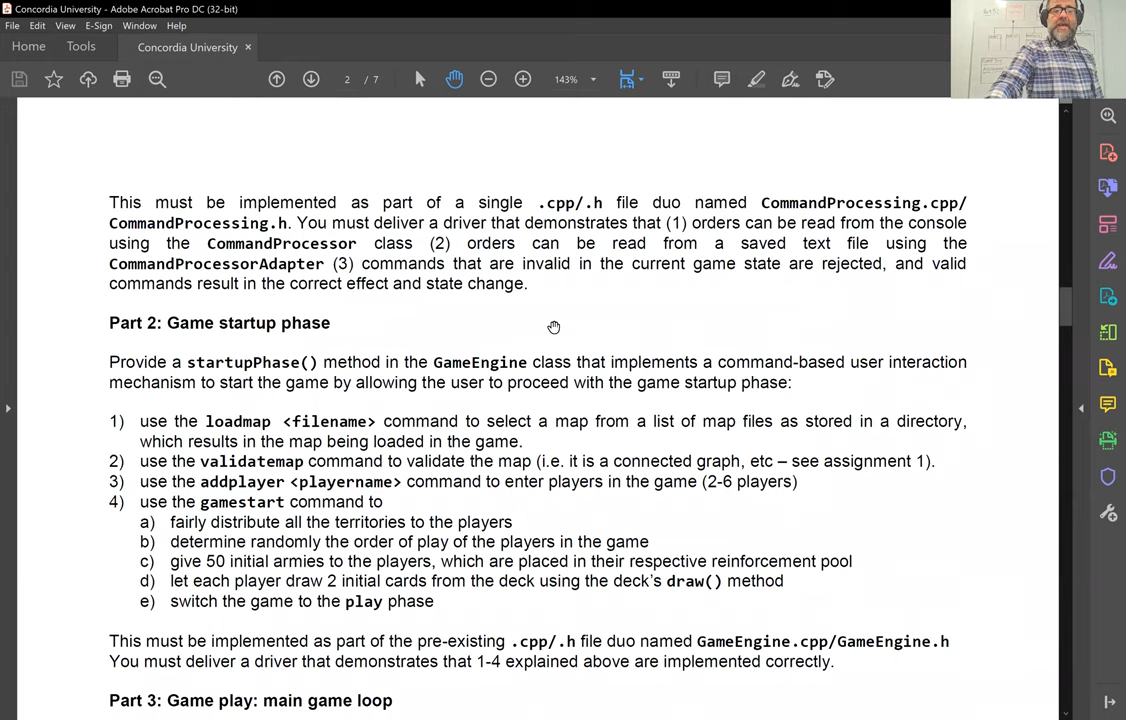 Concordia University - Adobe Acrobat Pro DC (32-bit)
File Edit View E-Sign Window Help
Home Tools Concordia University ×
2 / 7 143%
This must be implemented as part of a single .cpp/.h file duo named CommandProcessing.cpp/
CommandProcessing.h. You must deliver a driver that demonstrates that (1) orders can be read from the console
using the CommandProcessor class (2) orders can be read from a saved text file using the
CommandProcessorAdapter (3) commands that are invalid in the current game state are rejected, and valid
commands result in the correct effect and state change.
Part 2: Game startup phase
Provide a startupPhase() method in the GameEngine class that implements a command-based user interaction
mechanism to start the game by allowing the user to proceed with the game startup phase:
1) use the loadmap <filename> command to select a map from a list of map files as stored in a directory,
which results in the map being loaded in the game.
2) use the validatemap command to validate the map (i.e. it is a connected graph, etc – see assignment 1).
3) use the addplayer <playername> command to enter players in the game (2-6 players)
4) use the gamestart command to
a) fairly distribute all the territories to the players
b) determine randomly the order of play of the players in the game
c) give 50 initial armies to the players, which are placed in their respective reinforcement pool
d) let each player draw 2 initial cards from the deck using the deck's draw() method
e) switch the game to the play phase
This must be implemented as part of the pre-existing .cpp/.h file duo named GameEngine.cpp/GameEngine.h
You must deliver a driver that demonstrates that 1-4 explained above are implemented correctly.
Part 3: Game play: main game loop